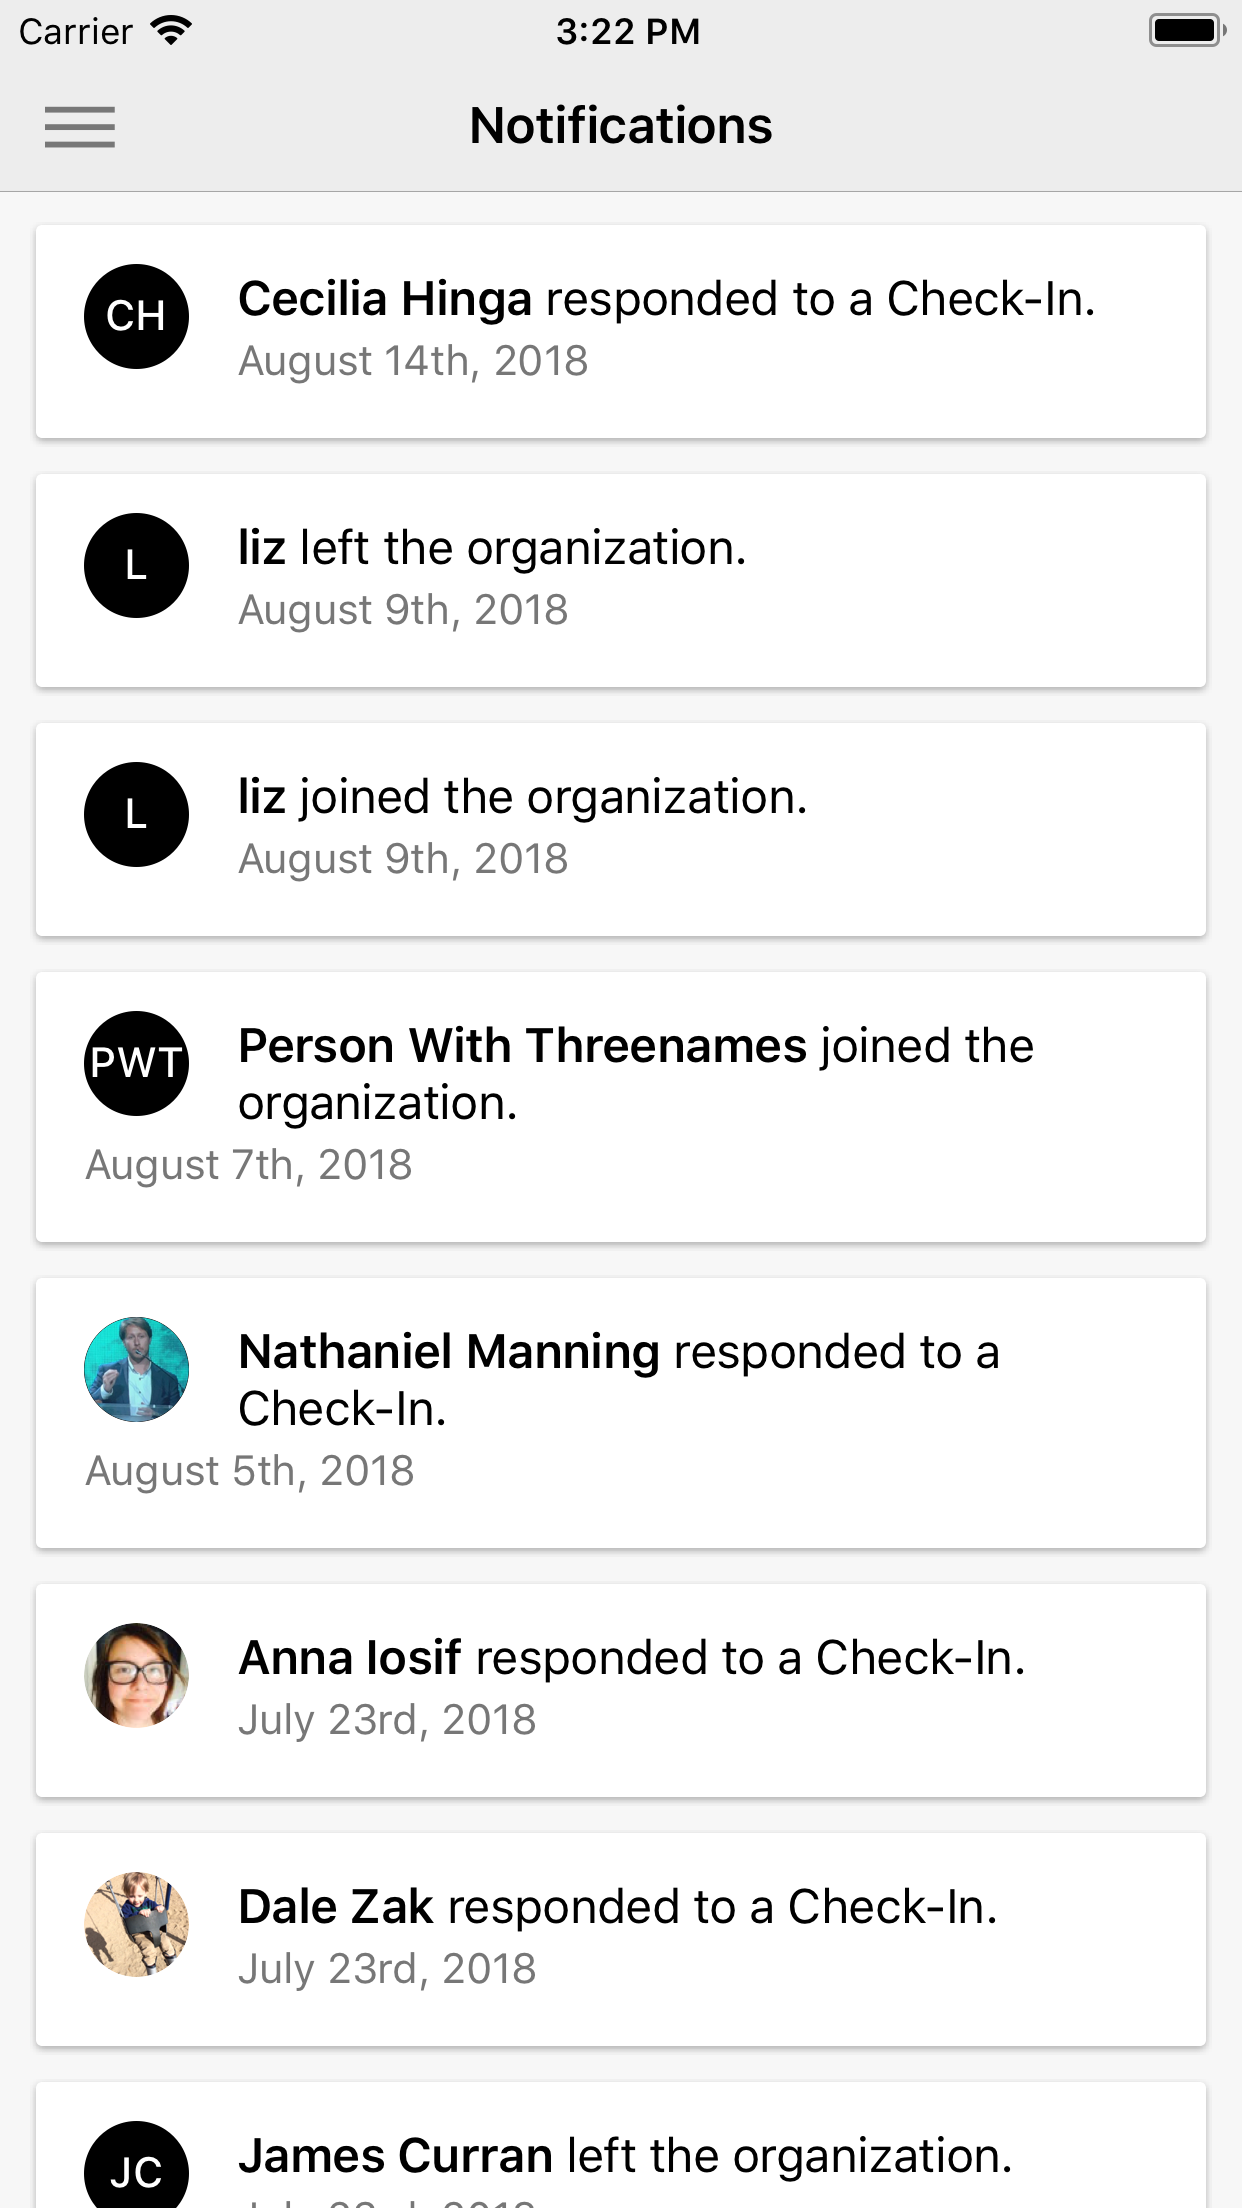 Carrier 3:22 PM
Notifications
CH
Cecilia Hinga responded to a Check-In.
August 14th, 2018
L
liz left the organization.
August 9th, 2018
L
liz joined the organization.
August 9th, 2018
PWT
Person With Threenames joined the
organization.
August 7th, 2018
Nathaniel Manning responded to a
Check-In.
August 5th, 2018
Anna Iosif responded to a Check-In.
July 23rd, 2018
Dale Zak responded to a Check-In.
July 23rd, 2018
JC
James Curran left the organization.